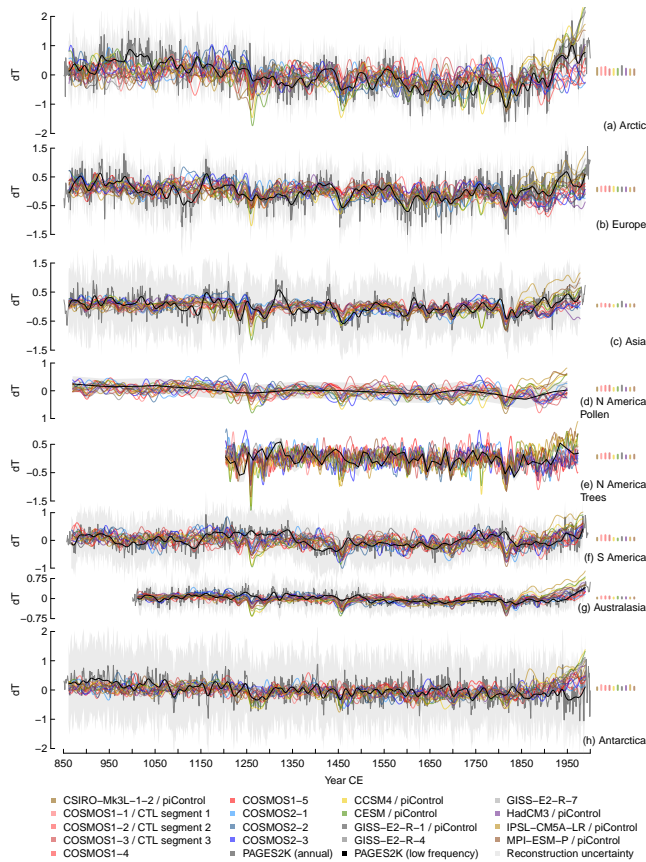 2
1
0
1
2
dT
(a) Arctic
1.5
0.5
−0.5
−1.5
dT
(b) Europe
1.5
0.5
−0.5
−1.5
dT
(c) Asia
1
0
1
dT
(d) N America
Pollen
0.5
−0.5
−1.5
dT
(e) N America
Trees
1
0
−1
dT
(f) S America
0.75
0
−0.75
dT
(g) Australasia
2
1
0
−1
−2
dT
(h) Antarctica
850 950 1050 1150 1250 1350 1450 1550 1650 1750 1850 1950
Year CE
CSIRO−Mk3L−1−2 / piControl
COSMOS1−1 / CTL segment 1
COSMOS1−2 / CTL segment 2
COSMOS1−3 / CTL segment 3
COSMOS1−4
COSMOS1−5
COSMOS2−1
COSMOS2−2
COSMOS2−3
PAGES2K (annual)
CCSM4 / piControl
CESM / piControl
GISS−E2−R−1 / piControl
GISS−E2−R−4
PAGES2K (low frequency)
GISS−E2−R−7
HadCM3 / piControl
IPSL−CM5A−LR / piControl
MPI−ESM−P / piControl
Reconstruction uncertainty